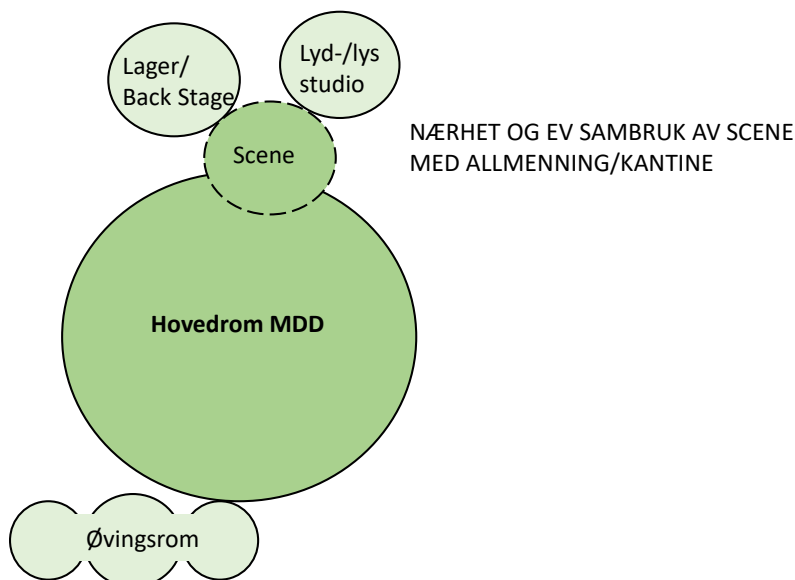 Lager/
Back Stage
Lyd-/lys
studio
Scene
NÆRHET OG EV SAMBRUK AV SCENE
MED ALLMENNING/KANTINE
Hovedrom MDD
Øvingsrom